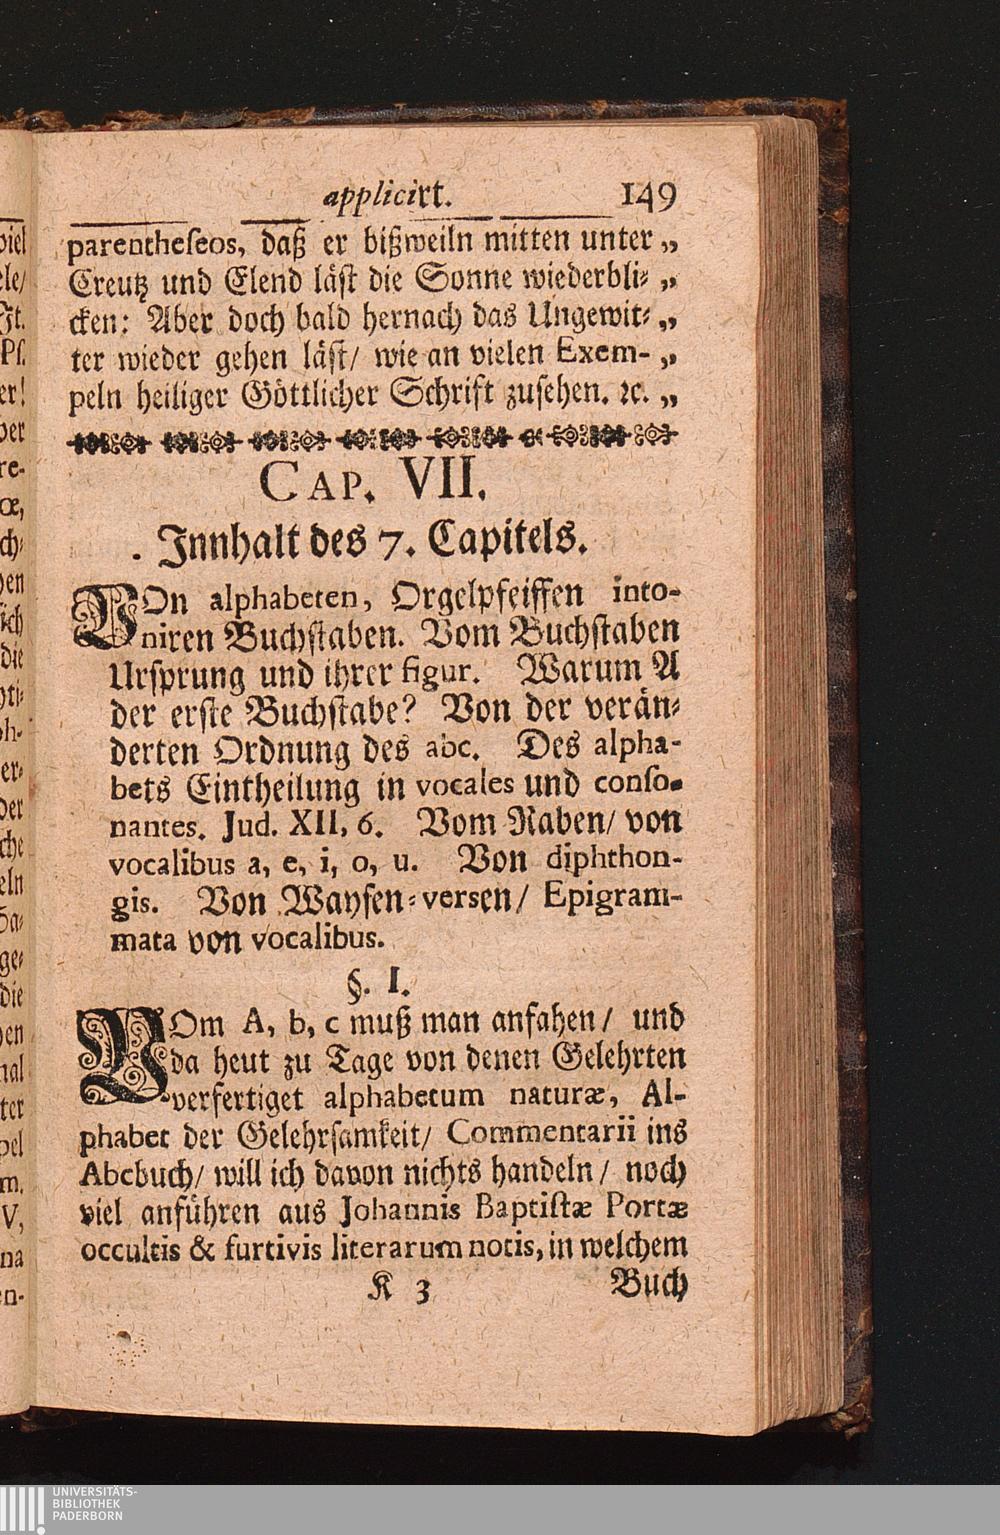 applicirt. 149
parentheseos, daß er bißweiln mitten unter „
Creutz und Elend läst die Sonne wiederbli⸗ „
cken: Aber doch bald hernach das Ungewit⸗ „
ter wieder gehen läst/ wie an vielen Exem- „
peln heiliger Göttlicher Schrift zusehen. ꝛc. „
CAP. VII.
Innhalt des 7. Capitels.
VOn alphabeten, Orgelpfeiffen into-
niren Buchstaben. Vom Buchstaben
Ursprung und ihrer figur. Warum A
der erste Buchstabe? Von der verän⸗
derten Ordnung des abc. Des alpha-
bets Eintheilung in vocales und conso-
nantes. Jud. XII, 6. Vom Raben/ von
vocalibus a, e, i, o, u. Von diphthon-
gis. Von Waysen⸗versen/ Epigram-
mata von vocalibus.
§. I.
VOm A, b, c muß man anfahen/ und
da heut zu Tage von denen Gelehrten
verfertiget alphabetum naturæ, Al-
phabet der Gelehrsamkeit/ Commentarii ins
Abcbuch/ will ich davon nichts handeln/ noch
viel anführen aus Johannis Baptistæ Portæ
occultis & furtivis literarum notis, in welchem
K 3 Buch
UNIVERSITÄTS-
BIBLIOTHEK
PADERBORN